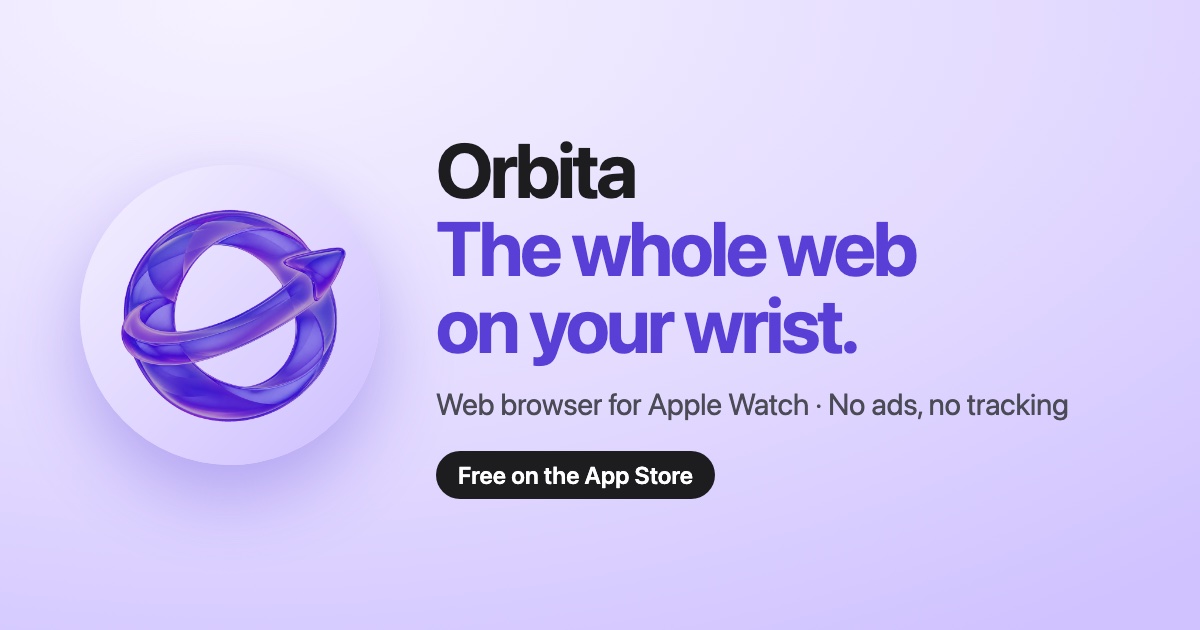 Orbita
The whole web
on your wrist.
Web browser for Apple Watch · No ads, no tracking
Free on the App Store